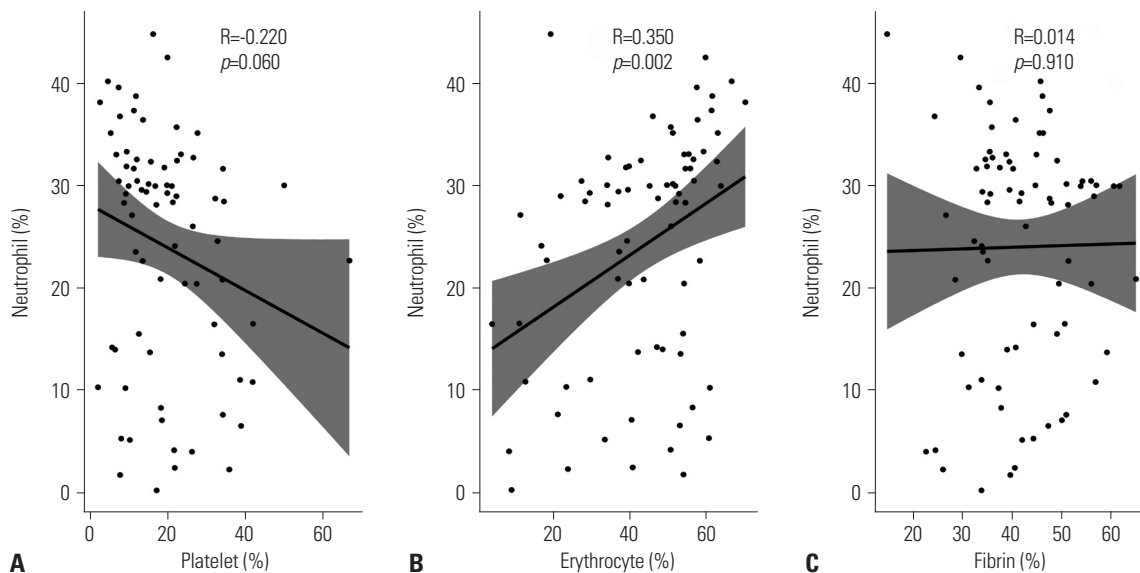 R=-0.220
p=0.060
Neutrophil (%)
40
30
20
10
0
0 20 40 60
Platelet (%)
A
R=0.350
p=0.002
Neutrophil (%)
40
30
20
10
0
20 40 60
Erythrocyte (%)
B
R=0.014
p=0.910
Neutrophil (%)
40
30
20
10
0
20 30 40 50 60
Fibrin (%)
C